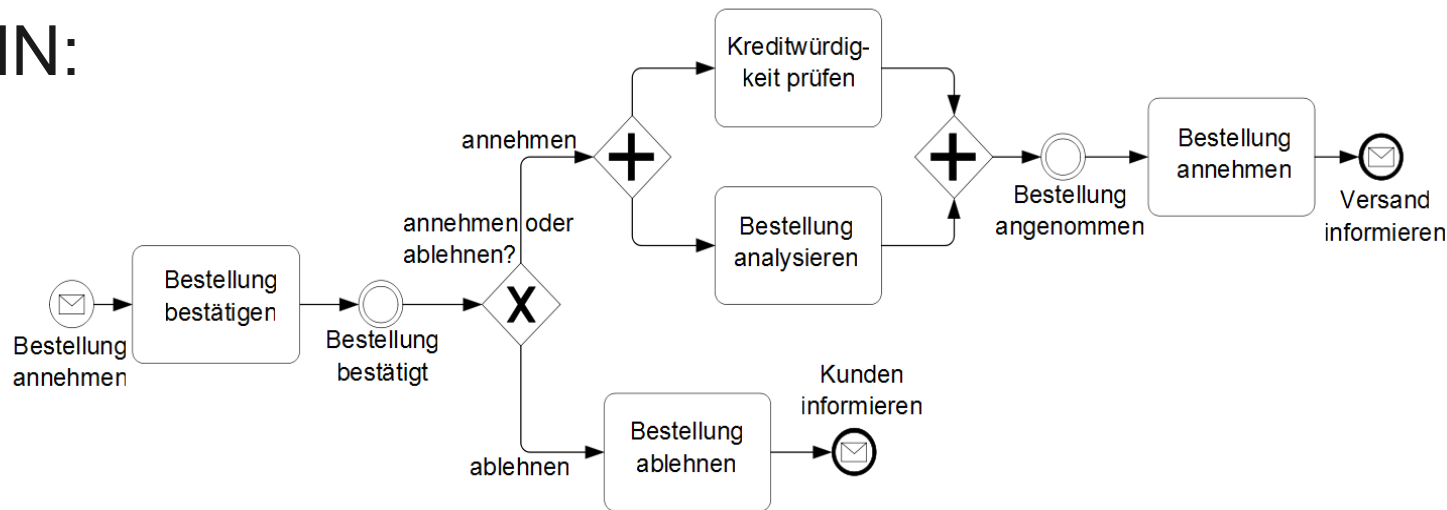 IN:
Kreditwürdig-
keit prüfen
annehmen
Bestellung
annehmen
Bestellung
angenommen
Versand
informieren
annehmen oder
ablehnen?
Bestellung
analysieren
Bestellung
bestätigen
X
Bestellung
annehmen
Bestellung
bestätigt
Kunden
informieren
ablehnen
Bestellung
ablehnen